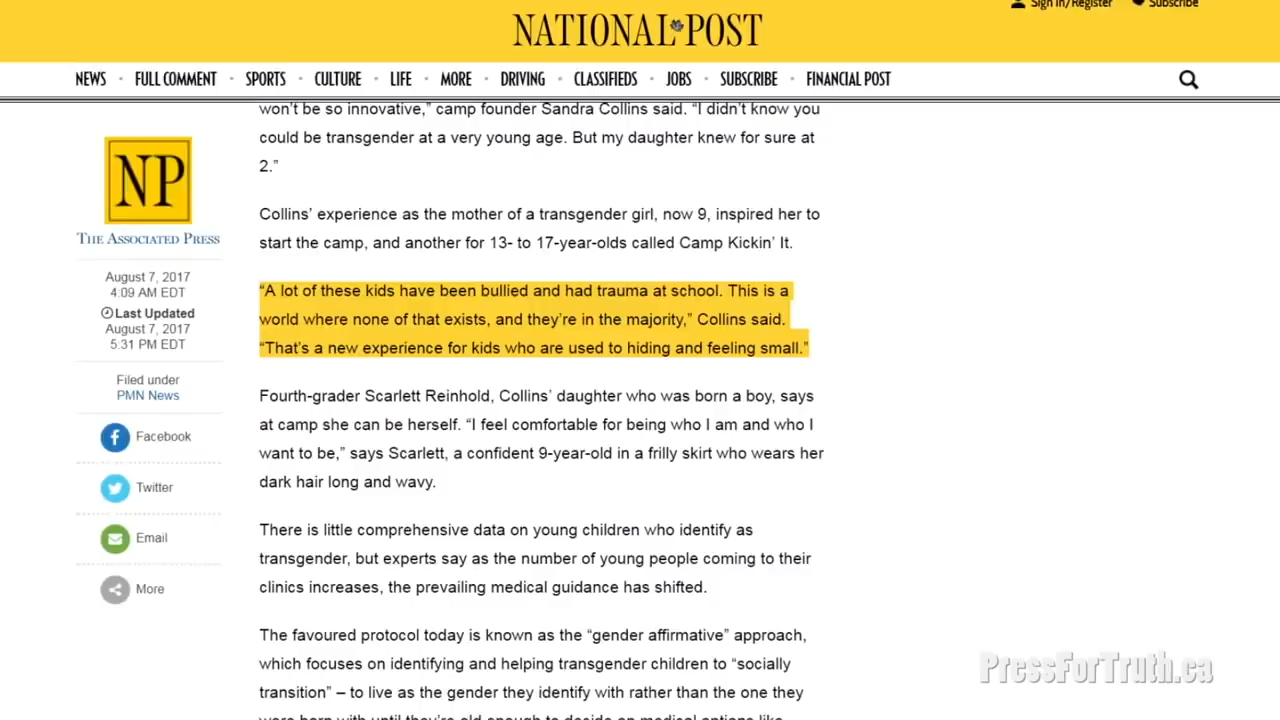 Sign in/Register Subscribe
NATIONAL POST
NEWS • FULL COMMENT • SPORTS • CULTURE • LIFE • MORE • DRIVING • CLASSIFIEDS • JOBS • SUBSCRIBE • FINANCIAL POST
NP
THE ASSOCIATED PRESS
August 7, 2017
4:09 AM EDT
Last Updated
August 7, 2017
5:31 PM EDT
Filed under
PMN News
Facebook
Twitter
Email
More
won’t be so innovative,” camp founder Sandra Collins said. “I didn’t know you
could be transgender at a very young age. But my daughter knew for sure at
2.”
Collins’ experience as the mother of a transgender girl, now 9, inspired her to
start the camp, and another for 13- to 17-year-olds called Camp Kickin’ It.
“A lot of these kids have been bullied and had trauma at school. This is a
world where none of that exists, and they’re in the majority,” Collins said.
“That’s a new experience for kids who are used to hiding and feeling small.”
Fourth-grader Scarlett Reinhold, Collins’ daughter who was born a boy, says
at camp she can be herself. “I feel comfortable for being who I am and who I
want to be,” says Scarlett, a confident 9-year-old in a frilly skirt who wears her
dark hair long and wavy.
There is little comprehensive data on young children who identify as
transgender, but experts say as the number of young people coming to their
clinics increases, the prevailing medical guidance has shifted.
The favoured protocol today is known as the “gender affirmative” approach,
which focuses on identifying and helping transgender children to “socially
transition” – to live as the gender they identify with rather than the one they
were born with until they’re old enough to decide on medical options like
PressForTruth.ca